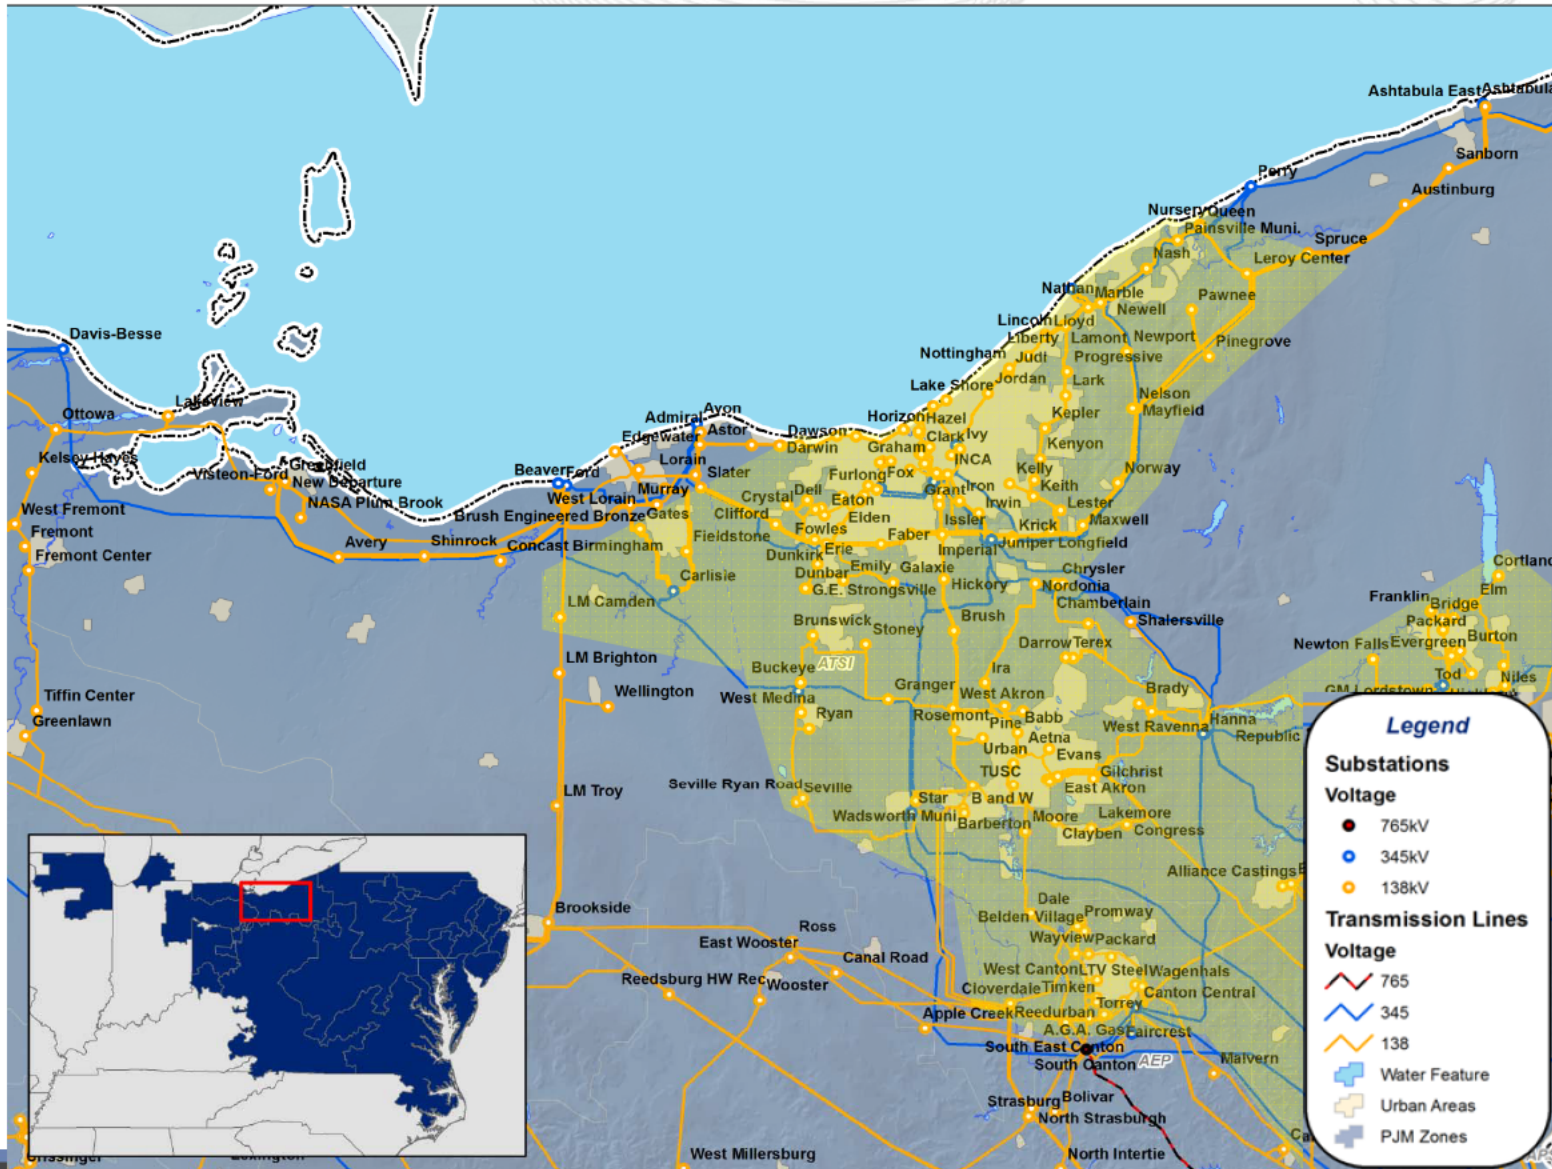 Ashtabula East
Ashtabula
Sanborn
Perry
Austinburg
Nursery
Queen
Painsville Muni.
Spruce
Nash
Leroy Center
Nathan
Marble
Pawnee
Newell
Lincoln
Lloyd
Davis-Besse
Liberty
Lamont
Newport
Pinegrove
Nottingham
Judi
Progressive
Lake Shore
Jordan
Lark
Nelson
Lakeview
Avon
Admiral
Horizon
Hazel
Kepler
Mayfield
Ottowa
Edgewater
Astor
Dawson
Darwin
Clark
Ivy
Kenyon
Graham
INCA
Kelsey Hayes
Greenfield
Visteon-Ford
New Departure
Beaver
Ford
Lorain
Slater
Furlong
Fox
Kelly
Norway
NASA Plum Brook
West Lorain
Murray
Crystal
Dell
Eaton
Grant
Iron
Irwin
Keith
Lester
West Fremont
Brush Engineered Bronze
Gates
Clifford
Elden
Issler
Krick
Maxwell
Fremont
Avery
Shinrock
Concast Birmingham
Fieldstone
Fowles
Faber
Imperial
Juniper
Longfield
Fremont Center
Dunkirk
Erie
Emily
Galaxie
Chrysler
Cortland
Carlisie
Dunbar
G.E. Strongsville
Hickory
Nordonia
Elm
LM Camden
Chamberlain
Franklin
Bridge
Brunswick
Stoney
Brush
Shalersville
Packard
Darrow
Terex
Newton Falls
Evergreen
Burton
LM Brighton
Buckeye
ATSI
Ira
Tod
Niles
Tiffin Center
Wellington
West Medina
Granger
West Akron
Brady
GM Lordstown
Greenlawn
Ryan
Rosemont
Pine
Babb
West Ravenna
Hanna
Aetna
Republic
Urban
Evans
TUSC
Gilchrist
LM Troy
Seville Ryan Road
Seville
Star
B and W
East Akron
Wadsworth Muni
Barberton
Moore
Lakemore
Clayben
Congress
Alliance Castings
Brookside
Dale
Belden Village
Promway
Ross
East Wooster
Wayview
Packard
Canal Road
West Canton
LTV Steel
Wagenhals
Reedsburg HW Rec
Wooster
Cloverdale
Timken
Canton Central
Torrey
Apple Creek
Reedurban
A.G.A. Gas
Faircrest
South East Canton
South Canton
AEP
Malvern
Strasburg
Bolivar
North Strasburgh
West Millersburg
North Intertie
Legend
Substations
Voltage
765kV
345kV
138kV
Transmission Lines
Voltage
765
345
138
Water Feature
Urban Areas
PJM Zones